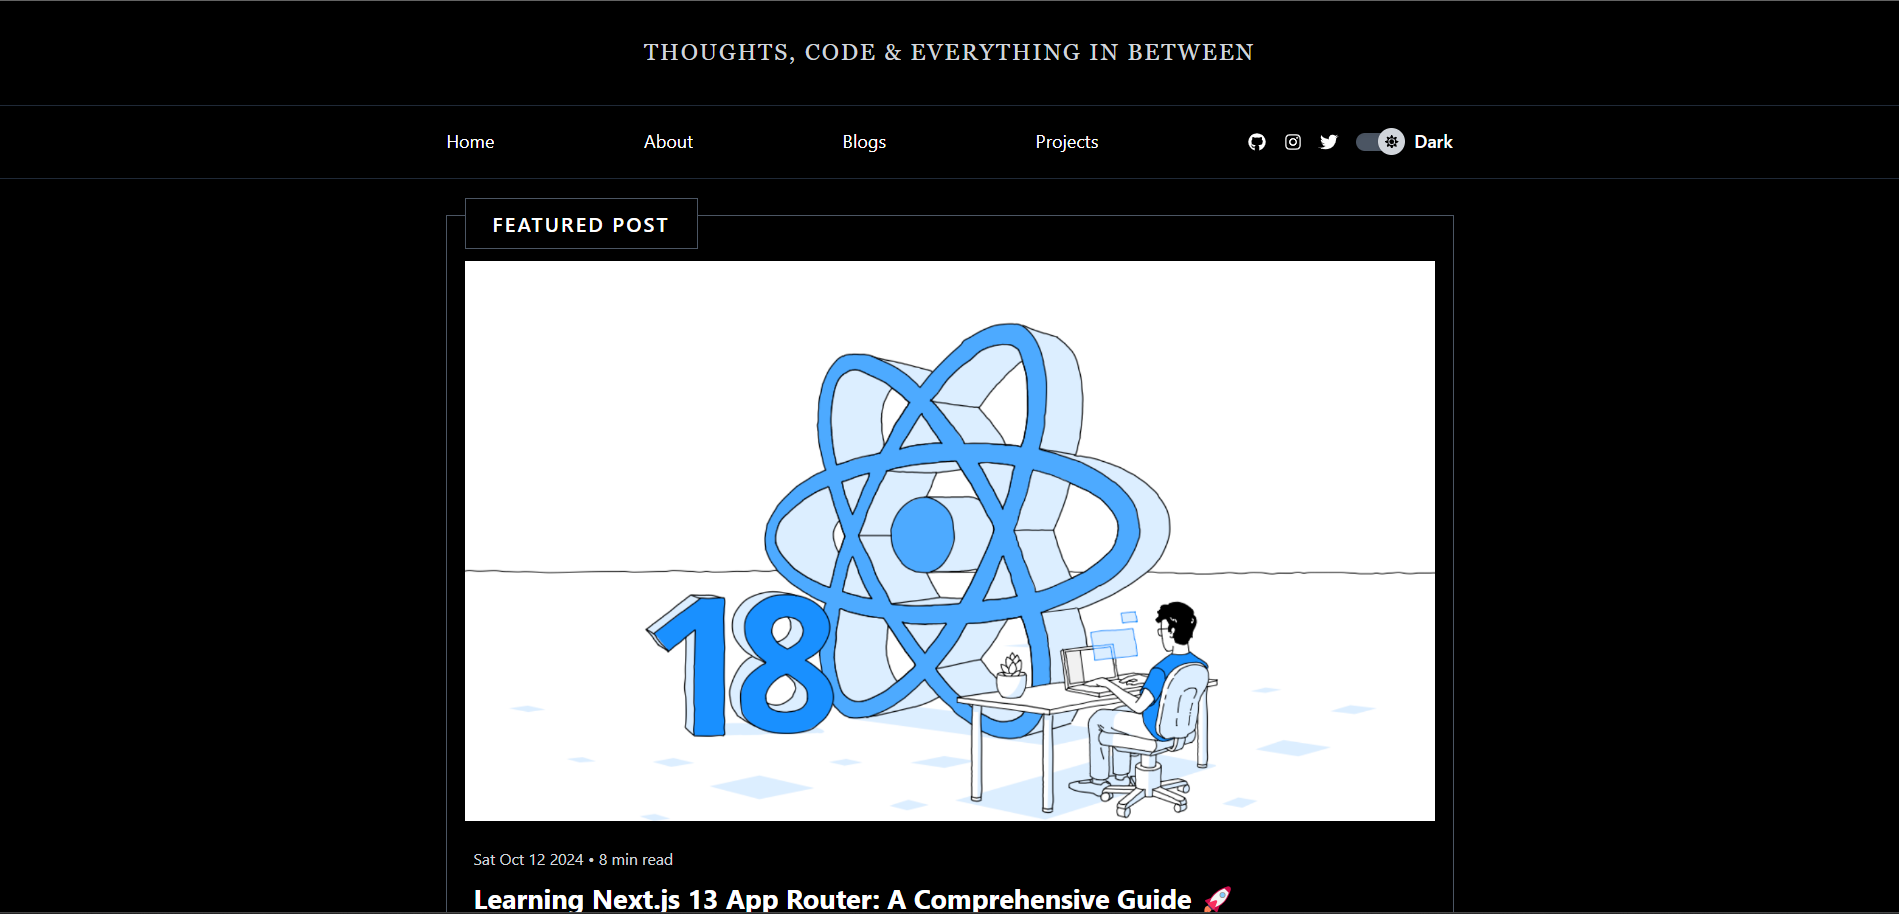 THOUGHTS, CODE & EVERYTHING IN BETWEEN
Home About Blogs Projects Dark
FEATURED POST
18
Sat Oct 12 2024 • 8 min read
Learning Next.js 13 App Router: A Comprehensive Guide 🚀